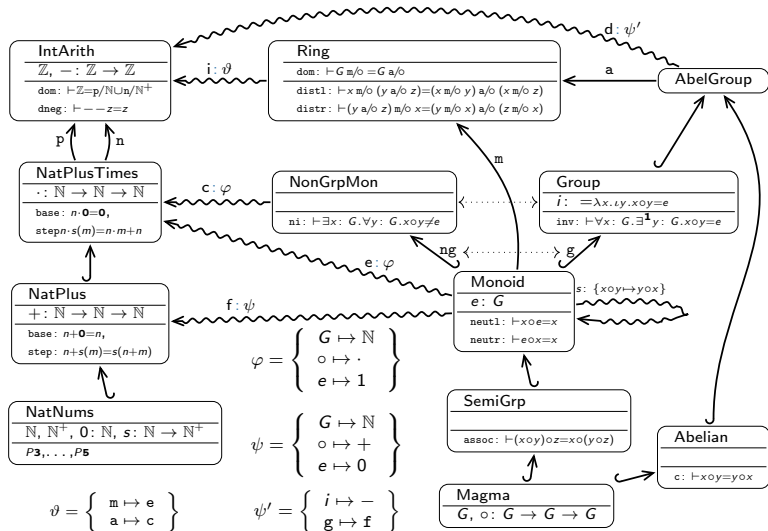 d: ψ′
IntArith
ℤ, −: ℤ → ℤ
dom: ⊢ℤ=p/ℕ∪n/ℕ⁺
dneg: ⊢−−z=z
i: ϑ
Ring
dom: ⊢G m/∘ =G a/∘
distl: ⊢x m/∘ (y a/∘ z)=(x m/∘ y) a/∘ (x m/∘ z)
distr: ⊢(y a/∘ z) m/∘ x=(y m/∘ x) a/∘ (z m/∘ x)
a
AbelGroup
p
n
m
NatPlusTimes
·: ℕ → ℕ → ℕ
base: n·0=0,
stepn·s(m)=n·m+n
c: φ
NonGrpMon
ni: ⊢∃x: G.∀y: G.x∘y≠e
Group
i: =λx.ιy.x∘y=e
inv: ⊢∀x: G.∃¹y: G.x∘y=e
e: φ
ng
g
NatPlus
+: ℕ → ℕ → ℕ
base: n+0=n,
step: n+s(m)=s(n+m)
f: ψ
Monoid
e: G
neutl: ⊢x∘e=x
neutr: ⊢e∘x=x
s: {x∘y↦y∘x}
φ = { G ↦ ℕ
∘ ↦ ·
e ↦ 1 }
NatNums
ℕ, ℕ⁺, 0: ℕ, s: ℕ → ℕ⁺
P3,...,P5
ψ = { G ↦ ℕ
∘ ↦ +
e ↦ 0 }
SemiGrp
assoc: ⊢(x∘y)∘z=x∘(y∘z)
Abelian
c: ⊢x∘y=y∘x
ϑ = { m ↦ e
a ↦ c }
ψ′ = { i ↦ −
g ↦ f }
Magma
G, ∘: G → G → G